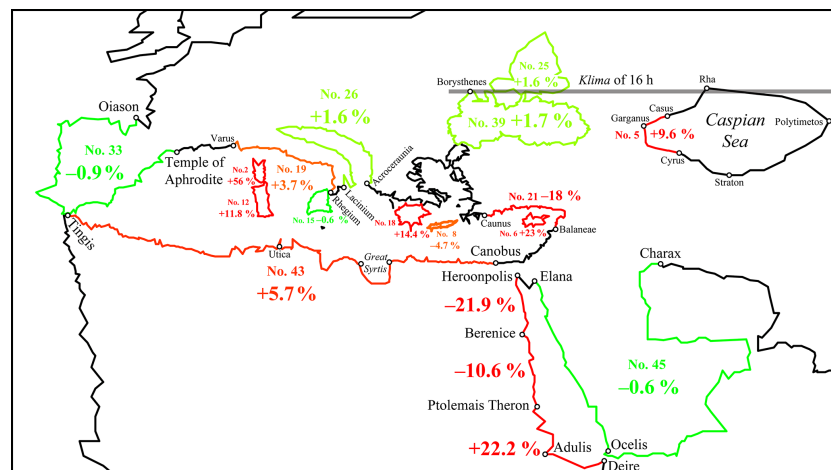 No. 25
+1.6 %
Borysthenes
Klima of 16 h
Rha
No. 26
+1.6 %
Oiason
No. 39 +1.7 %
Casus
Garganus
No. 5 +9.6 %
Caspian
Sea
Polytimetos
Cyrus
Straton
No. 33
–0.9 %
Varus
Temple of
Aphrodite
No.2
+56 %
No. 19
+3.7 %
No. 12
+11.8 %
Acroceraunia
Lacinium
Rhegium
No. 15 –0.6 %
No. 18
+14.4 %
No. 8
–4.7 %
No. 21 –18 %
Caunus
No. 6 +23 %
Balaneae
Tingis
Utica
Great
Syrtis
Canobus
No. 43
+5.7 %
Heroonpolis
Elana
Charax
–21.9 %
Berenice
–10.6 %
No. 45
–0.6 %
Ptolemais Theron
+22.2 %
Adulis
Ocelis
Deire